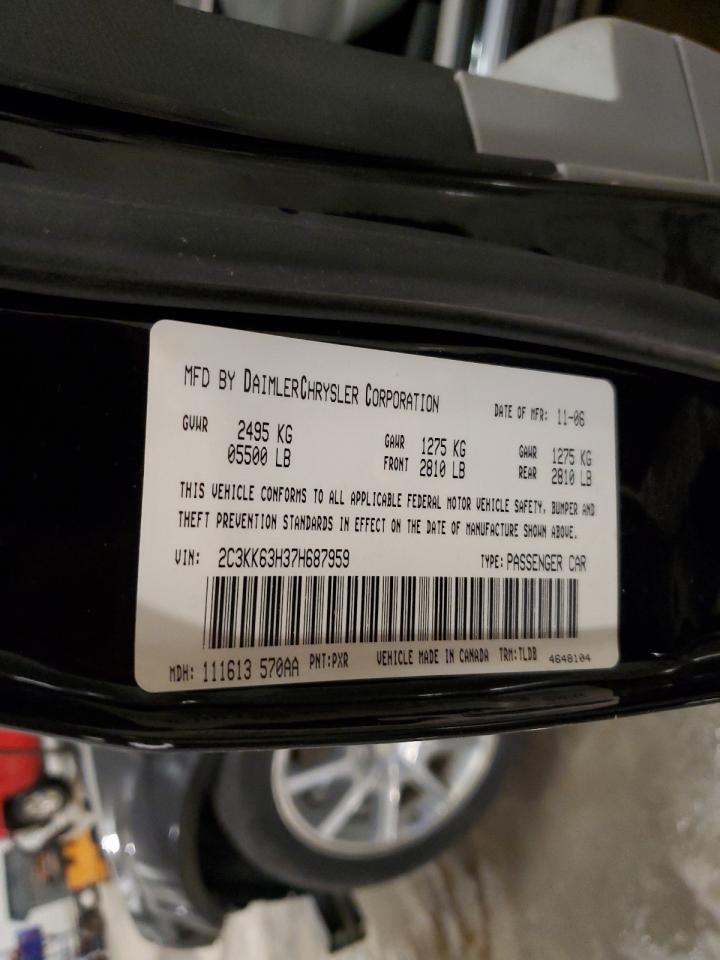 MFD BY DAIMLERCHRYSLER CORPORATION DATE OF MFR: 11-06
GVWR 2495 KG GAWR 1275 KG GAWR 1275 KG
05500 LB FRONT 2810 LB REAR 2810 LB
THIS VEHICLE CONFORMS TO ALL APPLICABLE FEDERAL MOTOR VEHICLE SAFETY, BUMPER AND
THEFT PREVENTION STANDARDS IN EFFECT ON THE DATE OF MANUFACTURE SHOWN ABOVE.
VIN: 2C3KK63H37H687959 TYPE: PASSENGER CAR
MDH: 111613 570AA PNT:PXR VEHICLE MADE IN CANADA TRM:TLDB 4648104